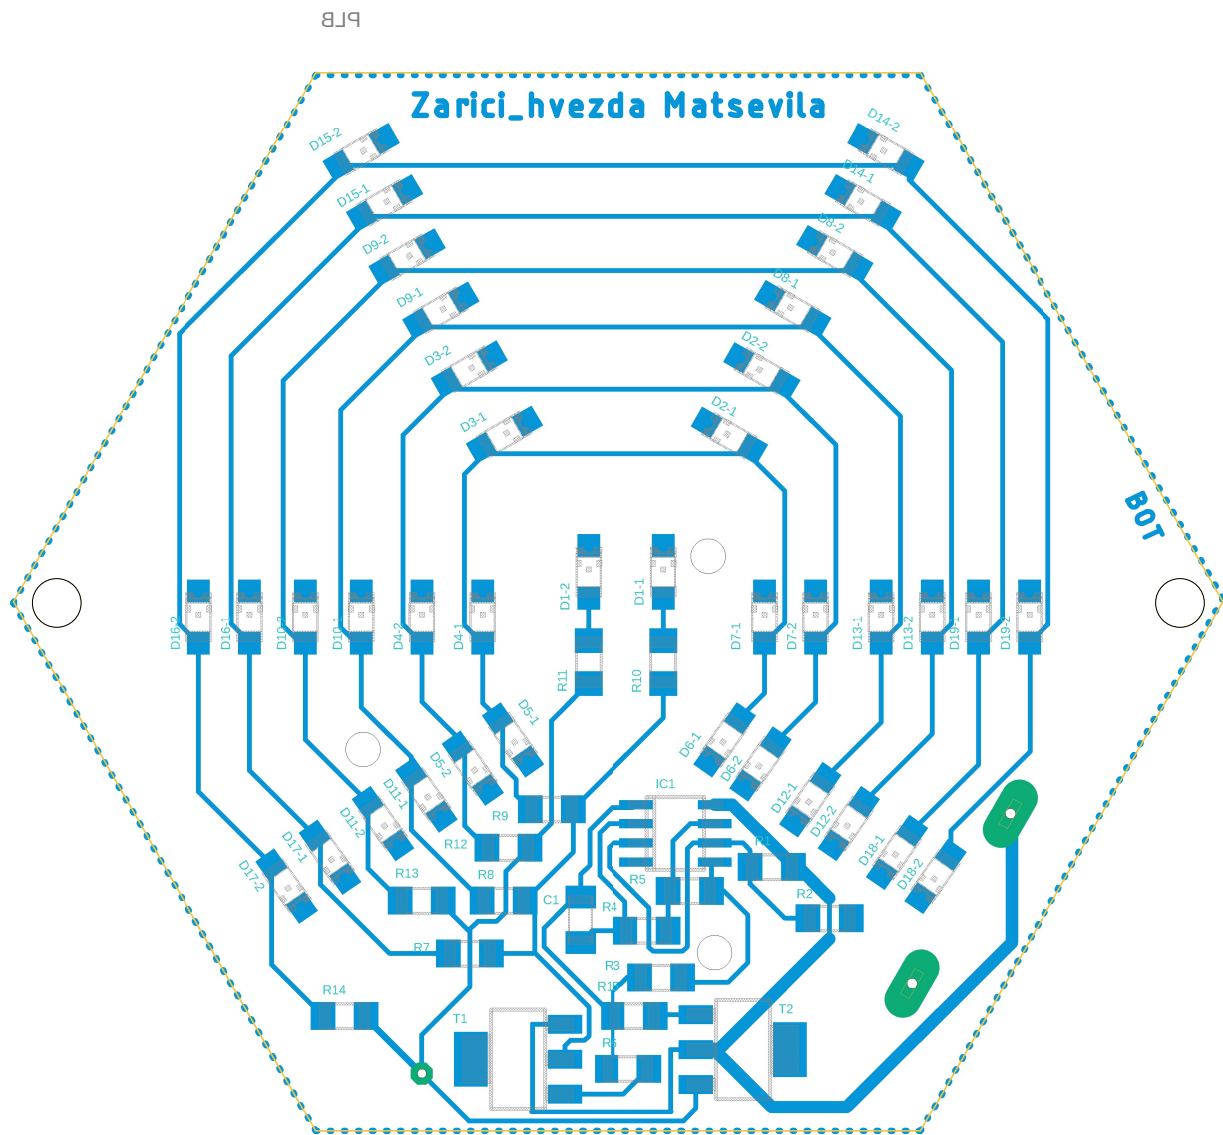 PLB
Zarici_hvezda Matsevila
D15-2
D14-2
D15-1
D14-1
D9-2
D8-2
D9-1
D8-1
D3-2
D2-2
D3-1
D2-1
BOT
D1-2
D1-1
D16-2
D16-1
D10-2
D10-1
D4-2
D4-1
D7-1
D7-2
D13-1
D13-2
D19-1
D19-2
R11
R10
D5-1
D5-2
D6-1
D6-2
D11-1
D11-2
D12-1
D12-2
IC1
R9
R12
R1
D17-1
D17-2
D18-1
D18-2
R13
R8
R5
R2
C1
R4
R7
R3
R14
R15
T1
T2
R6